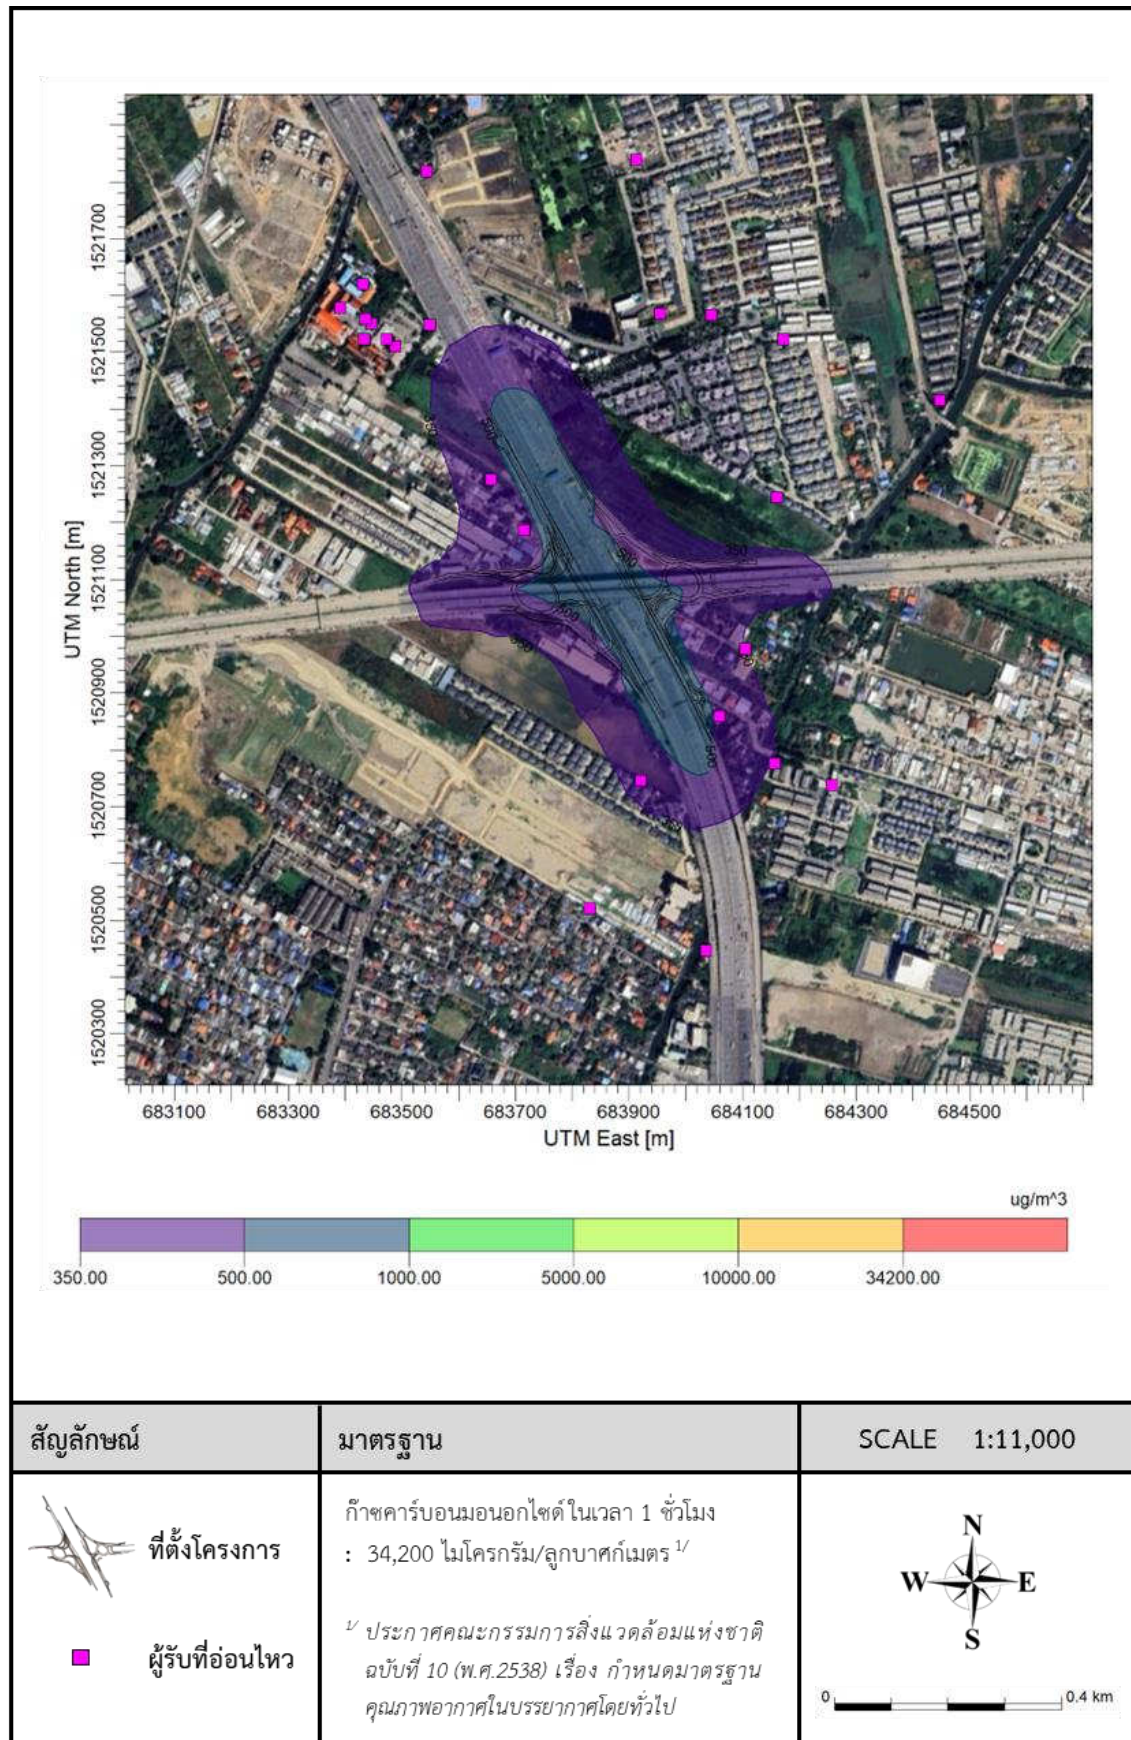 1521700
1521500
1521300
1521100
1520900
1520700
1520500
1520300
UTM North [m]
350
500
500
350
500
350
350
500
350
683100 683300 683500 683700 683900 684100 684300 684500
UTM East [m]
ug/m^3
350.00 500.00 1000.00 5000.00 10000.00 34200.00
สัญลักษณ์
ที่ตั้งโครงการ
ผู้รับที่อ่อนไหว
มาตรฐาน
ก๊าซคาร์บอนมอนอกไซด์ในเวลา 1 ชั่วโมง
: 34,200 ไมโครกรัม/ลูกบาศก์เมตร 1/
1/ ประกาศคณะกรรมการสิ่งแวดล้อมแห่งชาติ
ฉบับที่ 10 (พ.ศ.2538) เรื่อง กำหนดมาตรฐาน
คุณภาพอากาศในบรรยากาศโดยทั่วไป
SCALE 1:11,000
N
W E
S
0 0.4 km